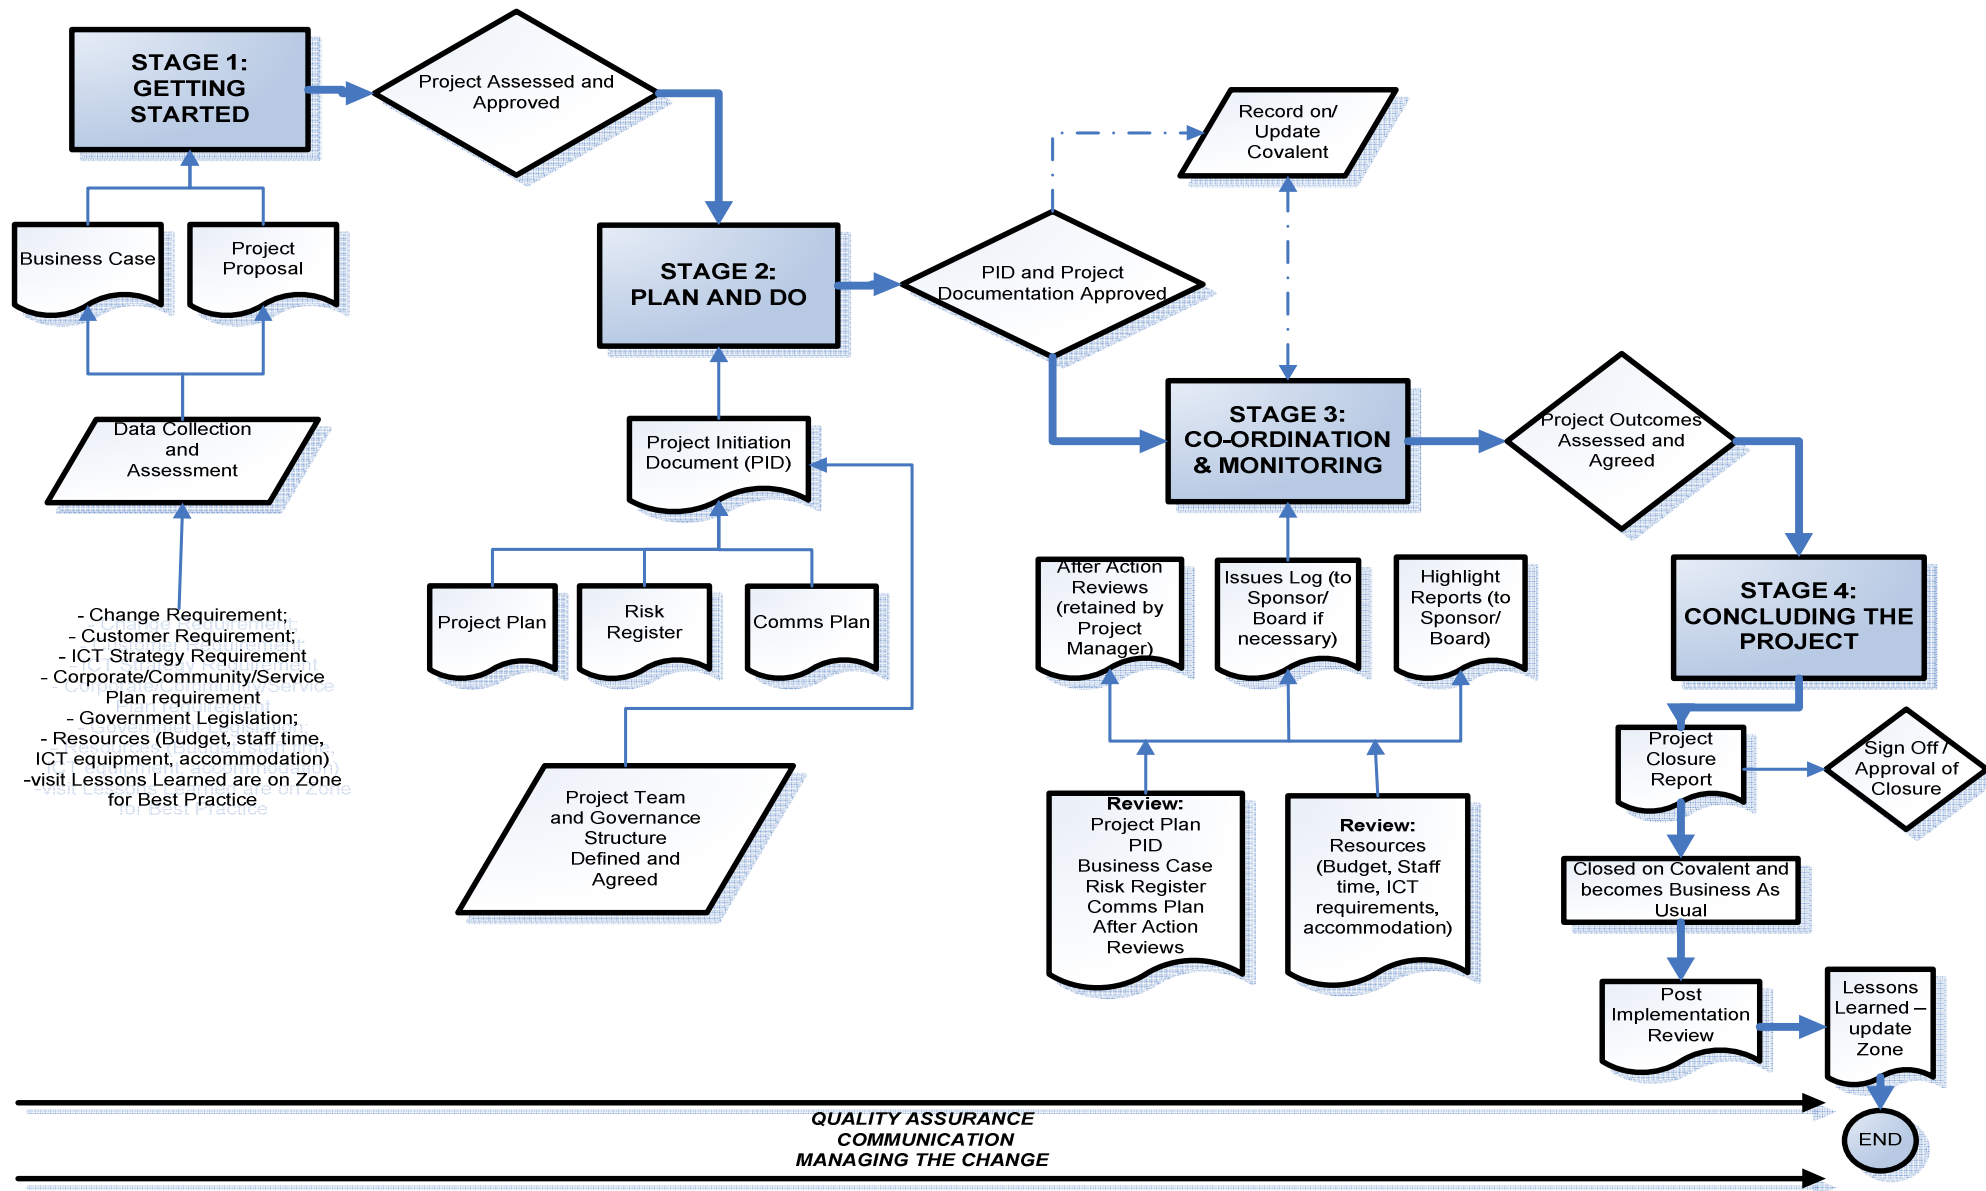 STAGE 1:
GETTING
STARTED
Project Assessed and
Approved
Business Case
Project
Proposal
Data Collection
and
Assessment
- Change Requirement;
- Customer Requirement;
- ICT Strategy Requirement
- Corporate/Community/Service
Plan requirement
- Government Legislation;
- Resources (Budget, staff time,
ICT equipment, accommodation)
-visit Lessons Learned are on Zone
for Best Practice
STAGE 2:
PLAN AND DO
Project Initiation
Document (PID)
Project Plan
Risk
Register
Comms Plan
Project Team
and Governance
Structure
Defined and
Agreed
PID and Project
Documentation Approved
Record on/
Update
Covalent
STAGE 3:
CO-ORDINATION
& MONITORING
After Action
Reviews
(retained by
Project
Manager)
Issues Log (to
Sponsor/
Board if
necessary)
Highlight
Reports (to
Sponsor/
Board)
Review:
Project Plan
PID
Business Case
Risk Register
Comms Plan
After Action
Reviews
Review:
Resources
(Budget, Staff
time, ICT
requirements,
accommodation)
Project Outcomes
Assessed and
Agreed
STAGE 4:
CONCLUDING THE
PROJECT
Project
Closure
Report
Sign Off /
Approval of
Closure
Closed on Covalent and
becomes Business As
Usual
Post
Implementation
Review
Lessons
Learned –
update
Zone
END
QUALITY ASSURANCE
COMMUNICATION
MANAGING THE CHANGE